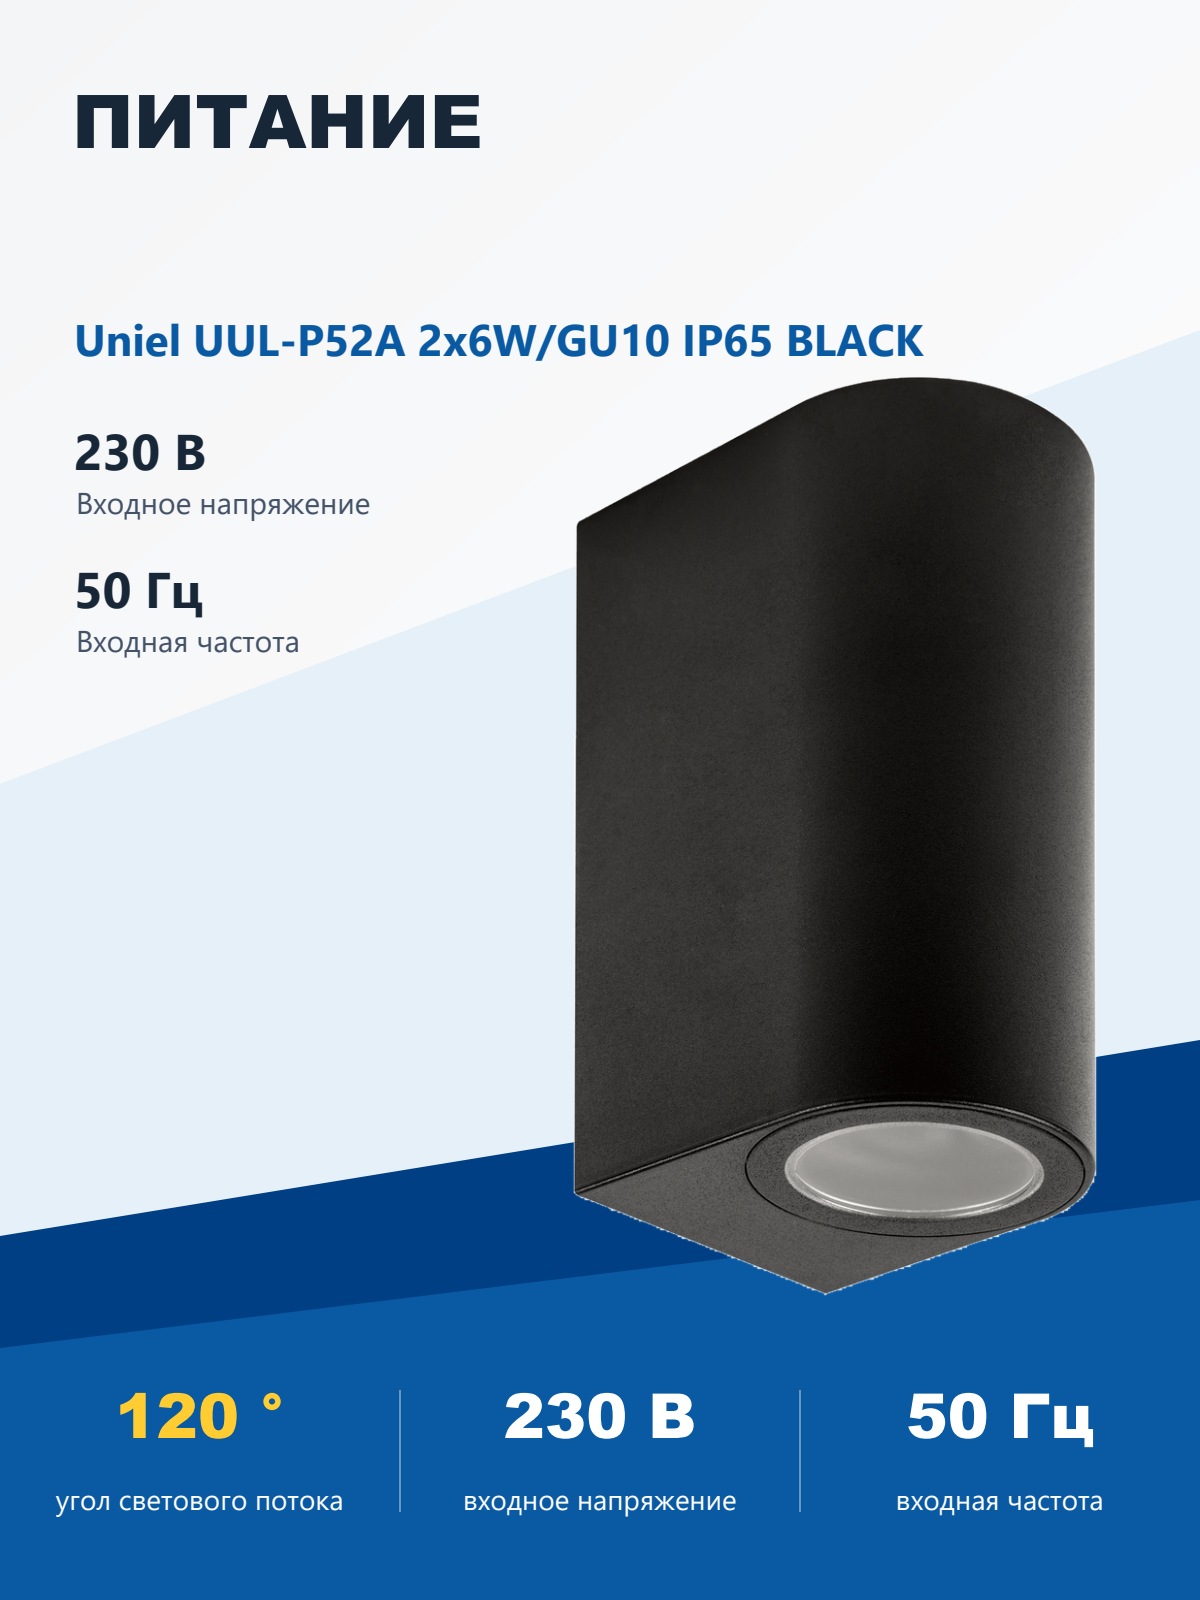 ПИТАНИЕ
Uniel UUL-P52A 2x6W/GU10 IP65 BLACK
230 В
Входное напряжение
50 Гц
Входная частота
120 °
угол светового потока
230 В
входное напряжение
50 Гц
входная частота